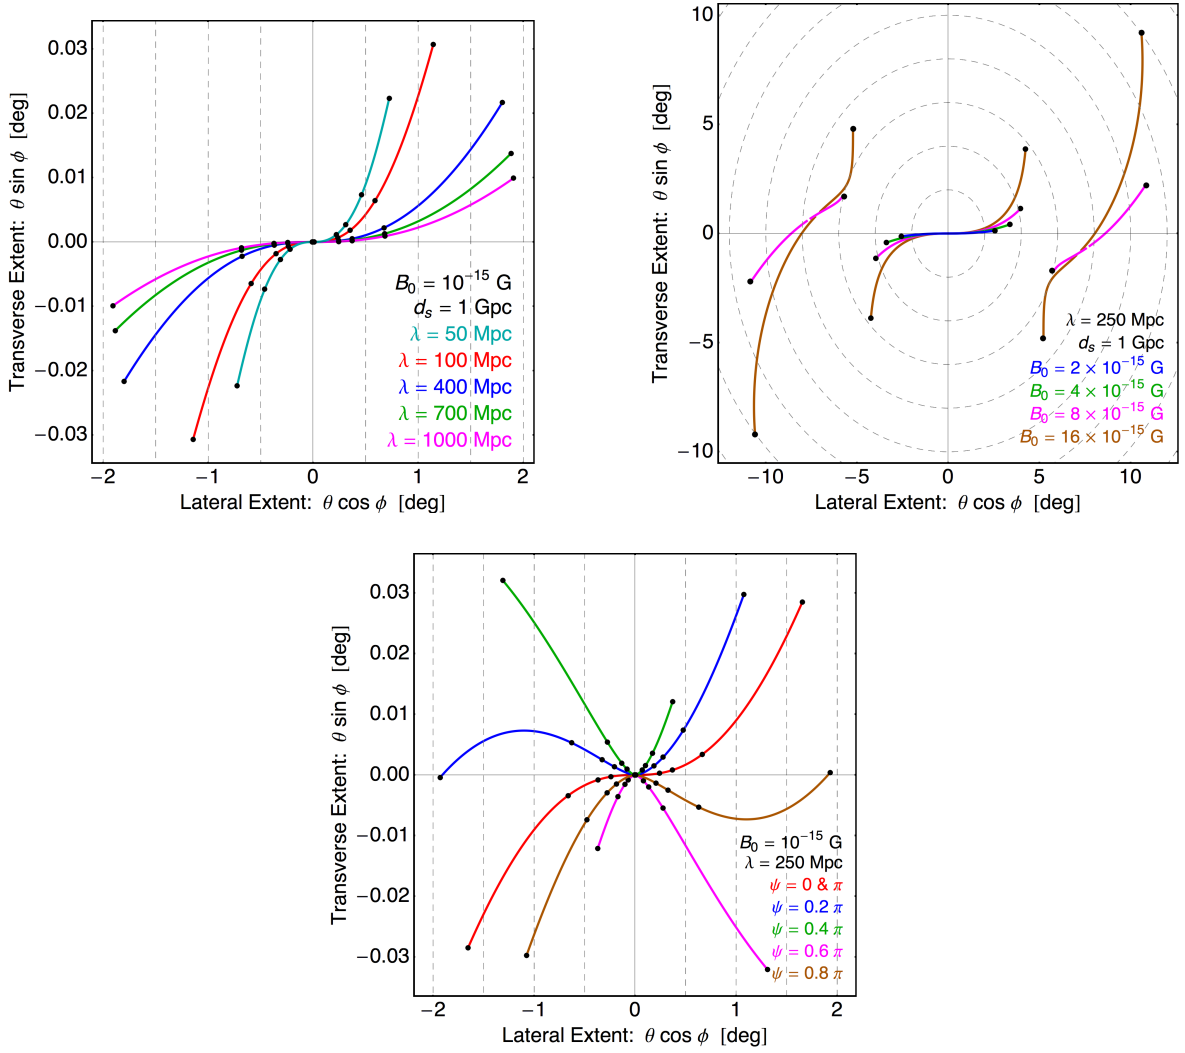 0.03
0.02
0.01
0.00
−0.01
−0.02
−0.03
Transverse Extent: θ sin ϕ [deg]
B₀ = 10⁻¹⁵ G
dₛ = 1 Gpc
λ = 50 Mpc
λ = 100 Mpc
λ = 400 Mpc
λ = 700 Mpc
λ = 1000 Mpc
−2 −1 0 1 2
Lateral Extent: θ cos ϕ [deg]
10
5
0
−5
−10
Transverse Extent: θ sin ϕ [deg]
λ = 250 Mpc
dₛ = 1 Gpc
B₀ = 2 × 10⁻¹⁵ G
B₀ = 4 × 10⁻¹⁵ G
B₀ = 8 × 10⁻¹⁵ G
B₀ = 16 × 10⁻¹⁵ G
−10 −5 0 5 10
Lateral Extent: θ cos ϕ [deg]
0.03
0.02
0.01
0.00
−0.01
−0.02
−0.03
Transverse Extent: θ sin ϕ [deg]
B₀ = 10⁻¹⁵ G
λ = 250 Mpc
ψ = 0 & π
ψ = 0.2 π
ψ = 0.4 π
ψ = 0.6 π
ψ = 0.8 π
−2 −1 0 1 2
Lateral Extent: θ cos ϕ [deg]